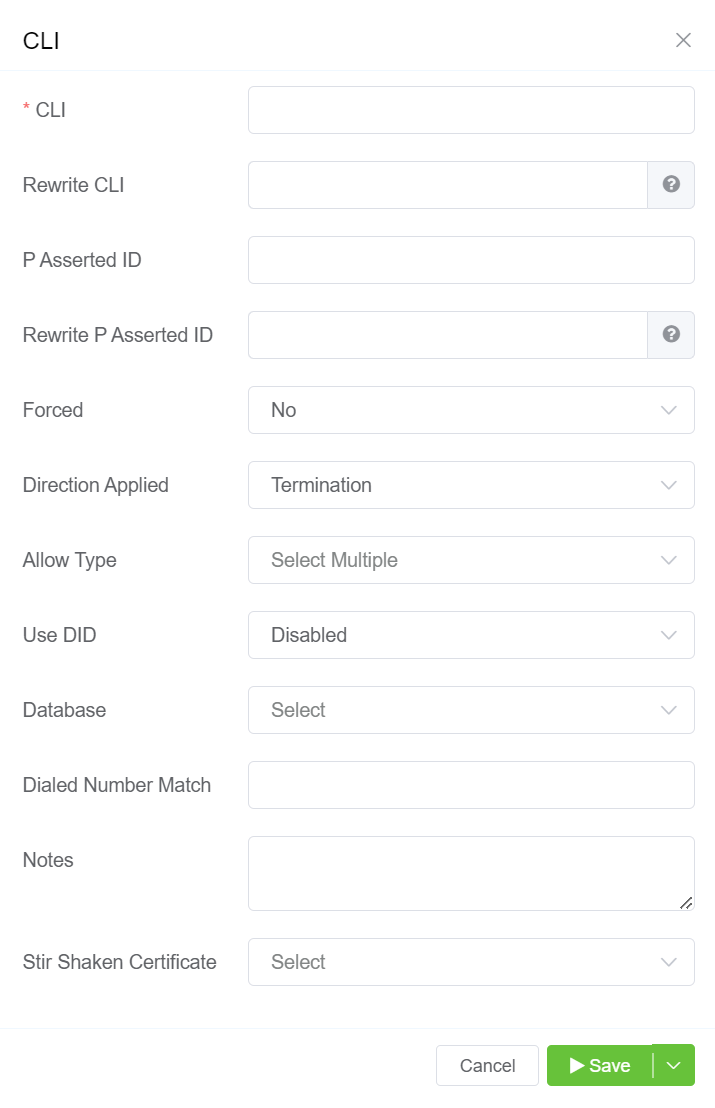 CLI
* CLI
Rewrite CLI
P Asserted ID
Rewrite P Asserted ID
Forced No
Direction Applied Termination
Allow Type Select Multiple
Use DID Disabled
Database Select
Dialed Number Match
Notes
Stir Shaken Certificate Select
Cancel Save